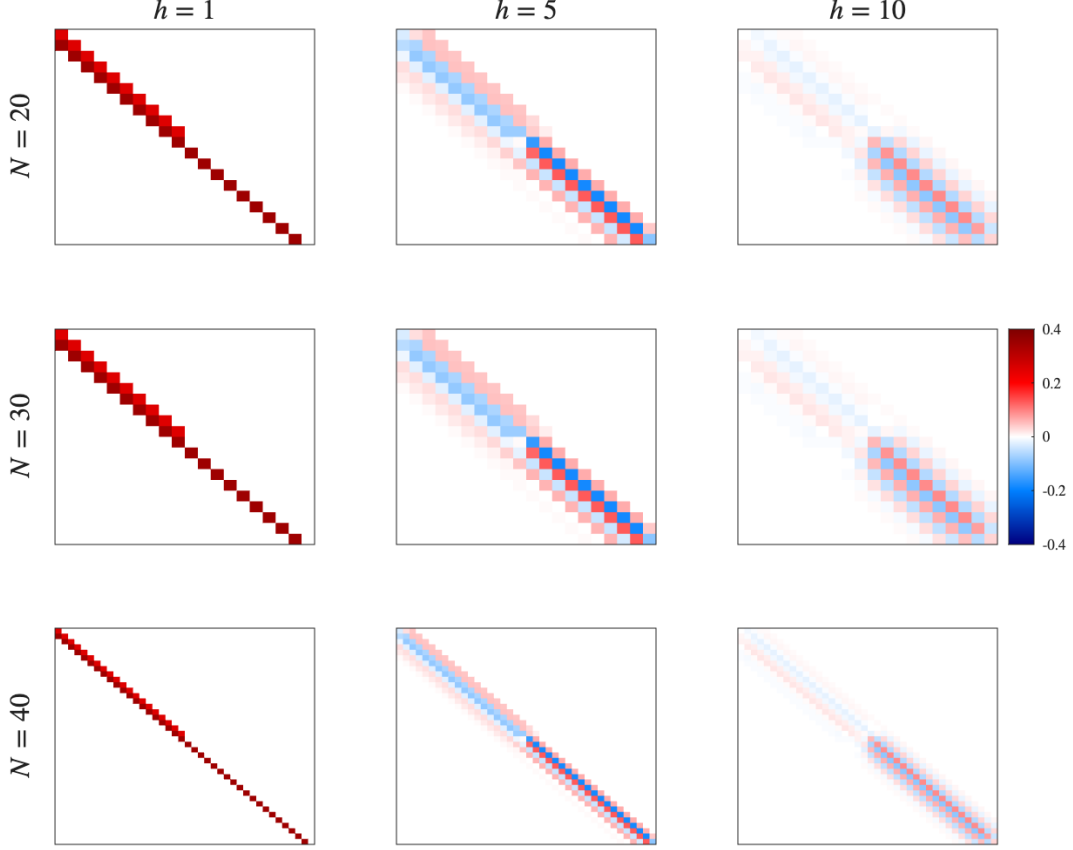 h = 1
h = 5
h = 10
N = 20
N = 30
0.4
0.2
0
-0.2
-0.4
N = 40